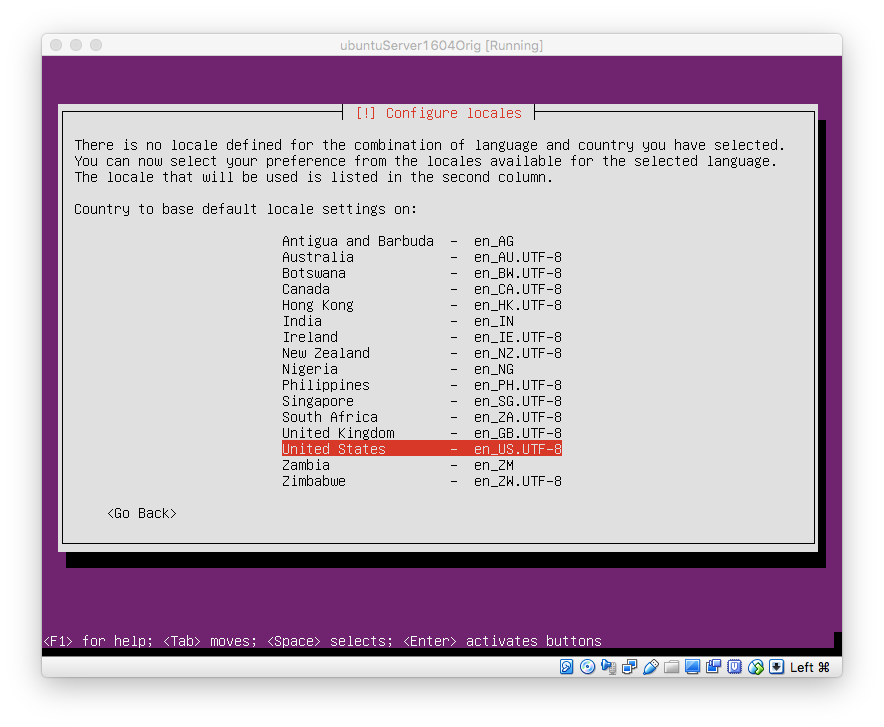 ubuntuServer1604Orig [Running]
[!] Configure locales
There is no locale defined for the combination of language and country you have selected.
You can now select your preference from the locales available for the selected language.
The locale that will be used is listed in the second column.
Country to base default locale settings on:
Antigua and Barbuda – en_AG
Australia – en_AU.UTF-8
Botswana – en_BW.UTF-8
Canada – en_CA.UTF-8
Hong Kong – en_HK.UTF-8
India – en_IN
Ireland – en_IE.UTF-8
New Zealand – en_NZ.UTF-8
Nigeria – en_NG
Philippines – en_PH.UTF-8
Singapore – en_SG.UTF-8
South Africa – en_ZA.UTF-8
United Kingdom – en_GB.UTF-8
United States – en_US.UTF-8
Zambia – en_ZM
Zimbabwe – en_ZW.UTF-8
<Go Back>
<F1> for help; <Tab> moves; <Space> selects; <Enter> activates buttons
Left ⌘